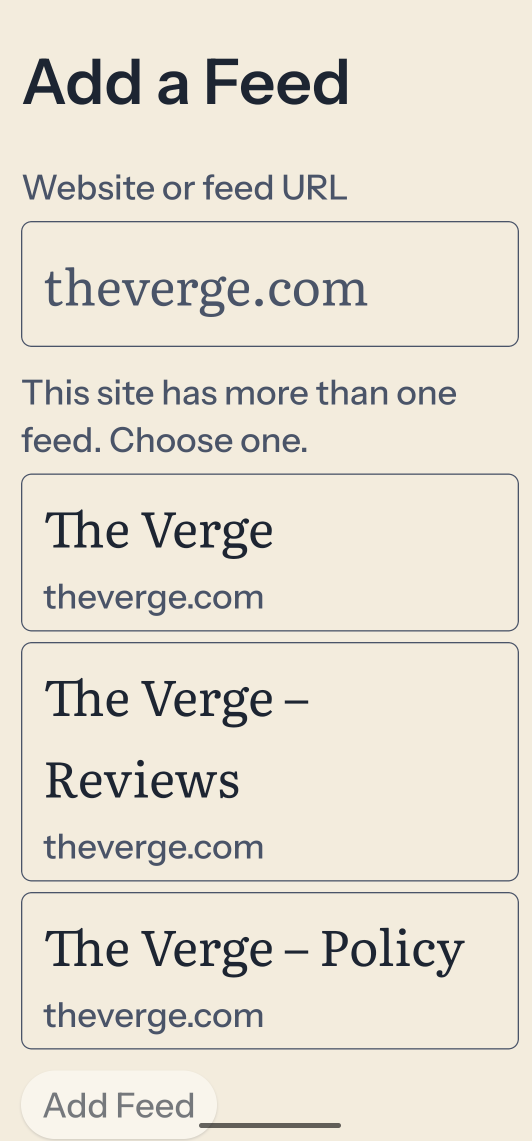 Add a Feed
Website or feed URL
theverge.com
This site has more than one
feed. Choose one.
The Verge
theverge.com
The Verge –
Reviews
theverge.com
The Verge – Policy
theverge.com
Add Feed